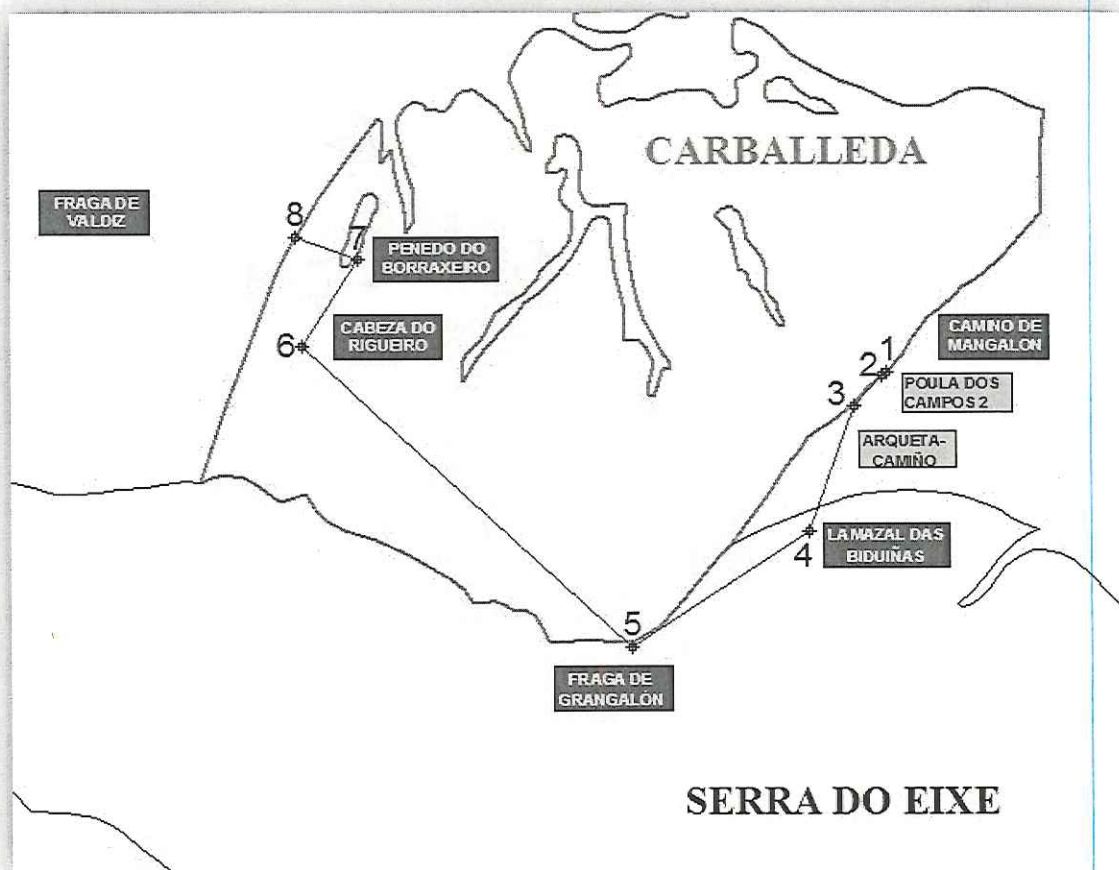 CARBALLEDA
FRAGA DE
VALDIZ
8
7
PENEDO DO
BORRAXEIRO
CABEZA DO
RIGUEIRO
6
CAMINO DE
MANGALON
1
2
POULA DOS
CAMPOS 2
3
ARQUETA-
CAMIÑO
4
LAMAZAL DAS
BIDUIÑAS
5
FRAGA DE
GRANGALÓN
SERRA DO EIXE